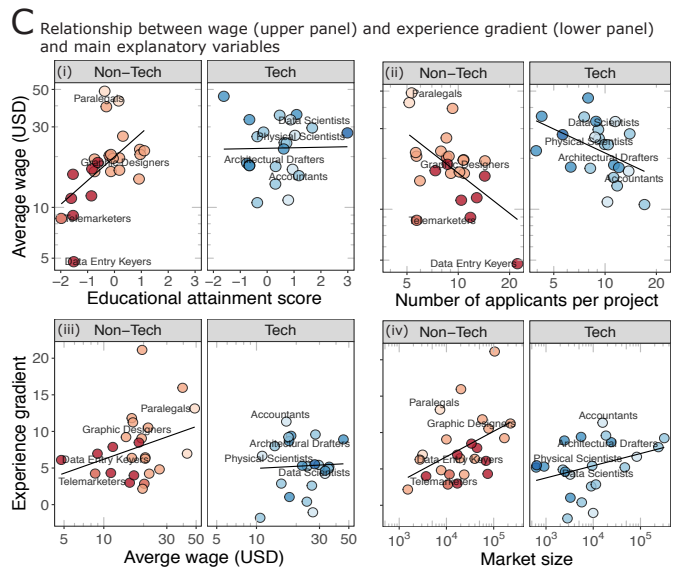 C Relationship between wage (upper panel) and experience gradient (lower panel)
and main explanatory variables
(i) Non−Tech Tech
Average wage (USD)
50
30
10
5
Paralegals
Graphic Designers
Telemarketers
Data Entry Keyers
Data Scientists
Physical Scientists
Architectural Drafters
Accountants
−2 −1 0 1 2 3 −2 −1 0 1 2 3
Educational attainment score
(ii) Non−Tech Tech
Paralegals
Graphic Designers
Telemarketers
Data Entry Keyers
Data Scientists
Physical Scientists
Architectural Drafters
Accountants
5 10 20 5 10 20
Number of applicants per project
(iii) Non−Tech Tech
Experience gradient
20
15
10
5
0
Paralegals
Graphic Designers
Data Entry Keyers
Telemarketers
Accountants
Architectural Drafters
Physical Scientists
Data Scientists
5 10 30 50 10 30 50
Averge wage (USD)
(iv) Non−Tech Tech
Paralegals
Graphic Designers
Data Entry Keyers
Telemarketers
Accountants
Architectural Drafters
Physical Scientists
Data Scientists
10³ 10⁴ 10⁵ 10³ 10⁴ 10⁵
Market size